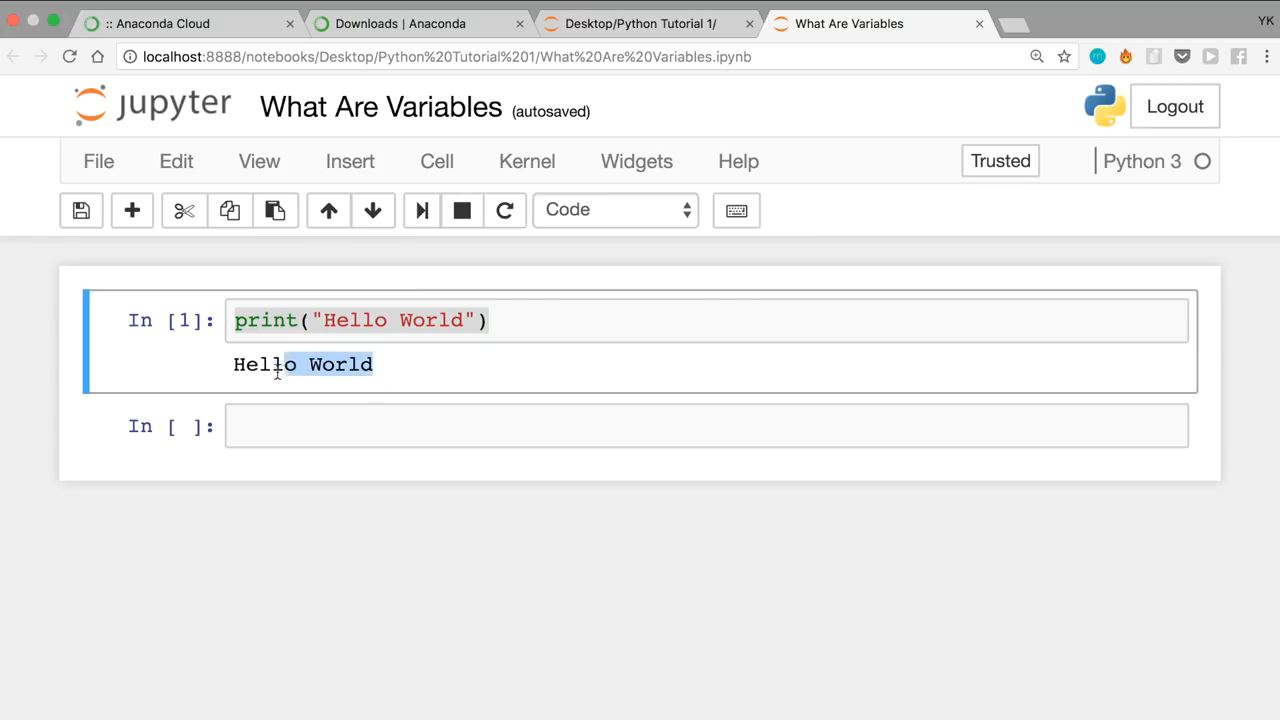 :: Anaconda Cloud Downloads | Anaconda Desktop/Python Tutorial 1/ What Are Variables YK
localhost:8888/notebooks/Desktop/Python%20Tutorial%201/What%20Are%20Variables.ipynb
jupyter What Are Variables (autosaved) Logout
File Edit View Insert Cell Kernel Widgets Help Trusted Python 3
Code
In [1]: print("Hello World")
Hello World
In [ ]: